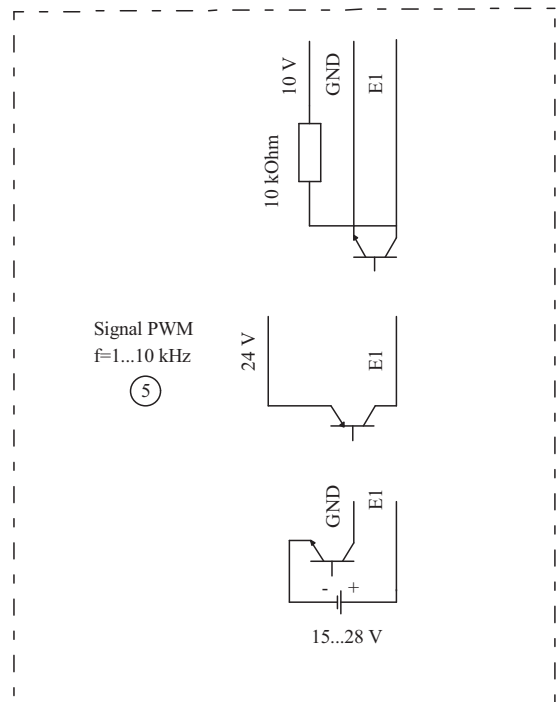 10 V
GND
E1
10 kOhm
Signal PWM
f=1...10 kHz
5
24 V
E1
GND
E1
- +
15...28 V